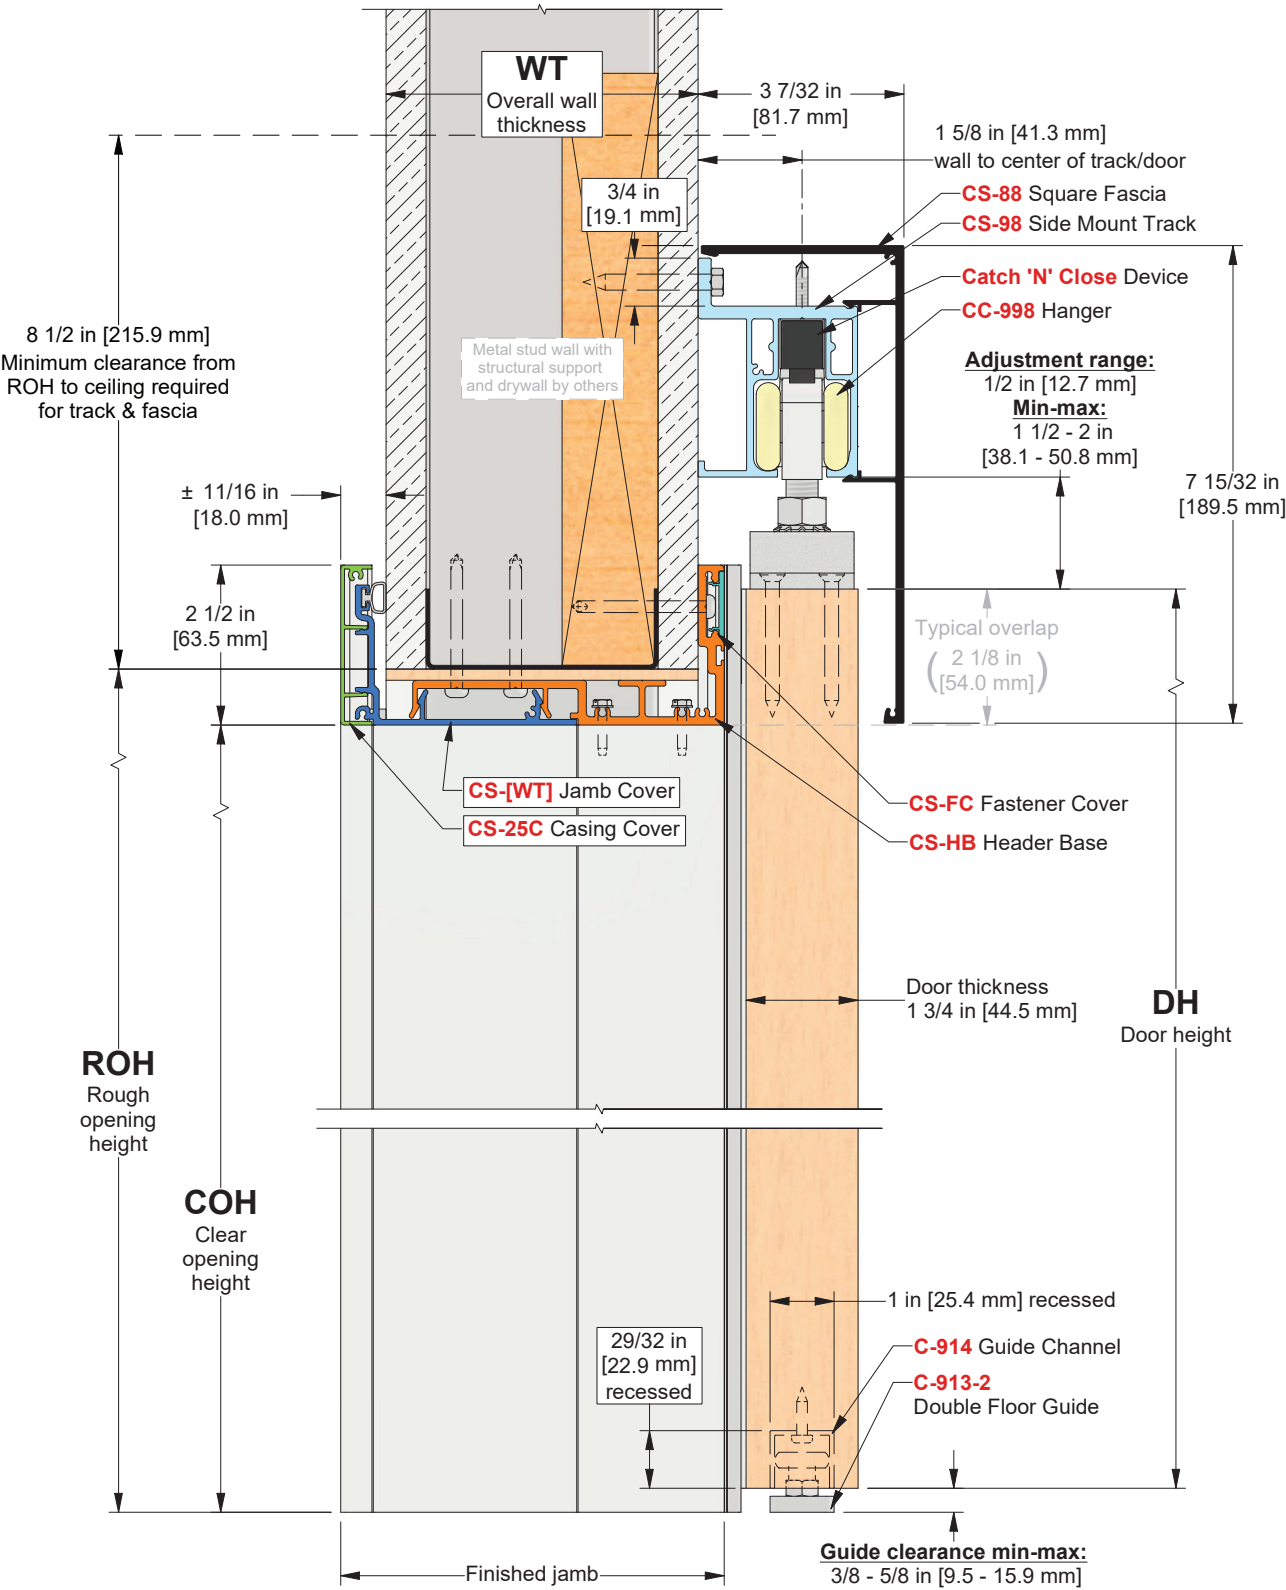 WT
Overall wall
thickness
3 7/32 in
[81.7 mm]
1 5/8 in [41.3 mm]
wall to center of track/door
3/4 in
[19.1 mm]
CS-88 Square Fascia
CS-98 Side Mount Track
Catch 'N' Close Device
CC-998 Hanger
8 1/2 in [215.9 mm]
Minimum clearance from
ROH to ceiling required
for track & fascia
Metal stud wall with
structural support
and drywall by others
Adjustment range:
1/2 in [12.7 mm]
Min-max:
1 1/2 - 2 in
[38.1 - 50.8 mm]
7 15/32 in
[189.5 mm]
± 11/16 in
[18.0 mm]
2 1/2 in
[63.5 mm]
Typical overlap
( 2 1/8 in
[54.0 mm] )
CS-[WT] Jamb Cover
CS-25C Casing Cover
CS-FC Fastener Cover
CS-HB Header Base
Door thickness
1 3/4 in [44.5 mm]
DH
Door height
ROH
Rough
opening
height
COH
Clear
opening
height
1 in [25.4 mm] recessed
29/32 in
[22.9 mm]
recessed
C-914 Guide Channel
C-913-2
Double Floor Guide
Finished jamb
Guide clearance min-max:
3/8 - 5/8 in [9.5 - 15.9 mm]